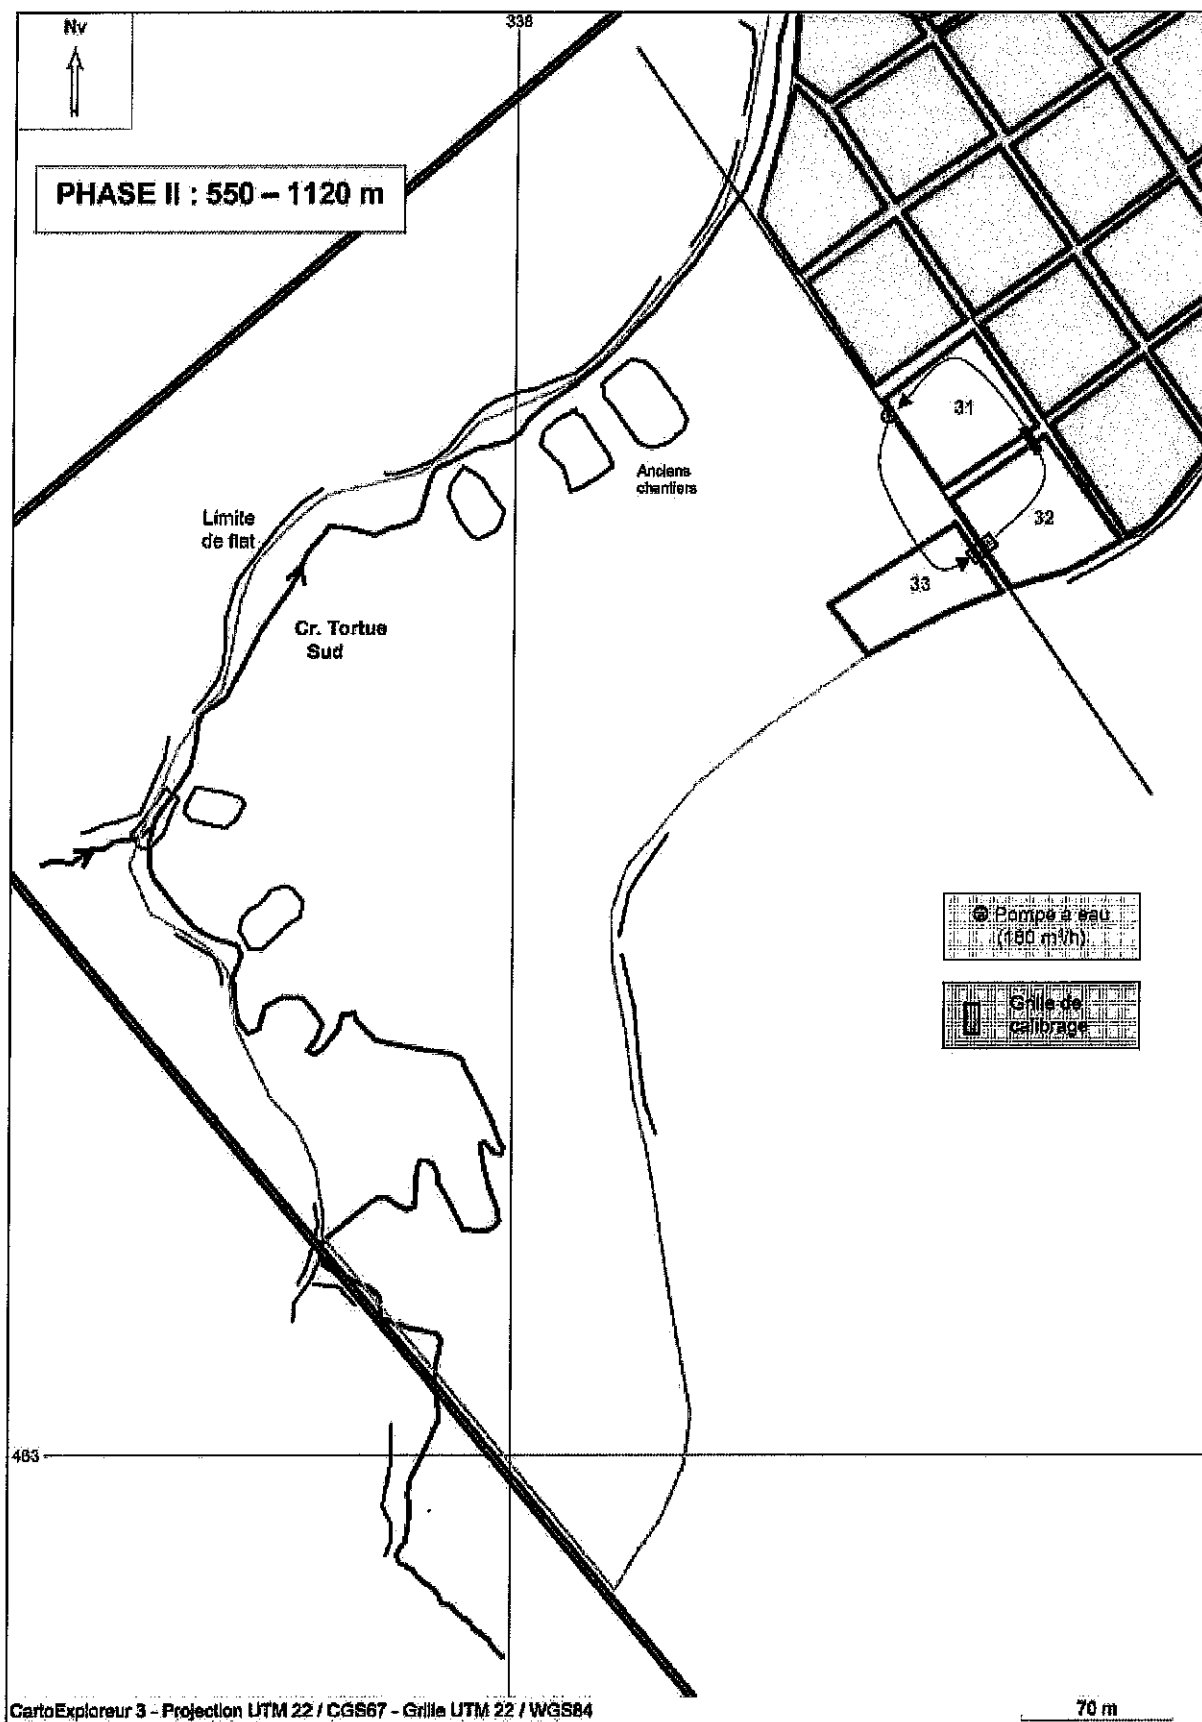 Nv
338
PHASE II : 550 – 1120 m
31
Anciens
chantiers
Limite
de flat
32
33
Cr. Tortue
Sud
Pompe à eau
(180 m³/h)
Grille de
calibrage
463
CartoExploreur 3 - Projection UTM 22 / CGS67 - Grille UTM 22 / WGS84
70 m